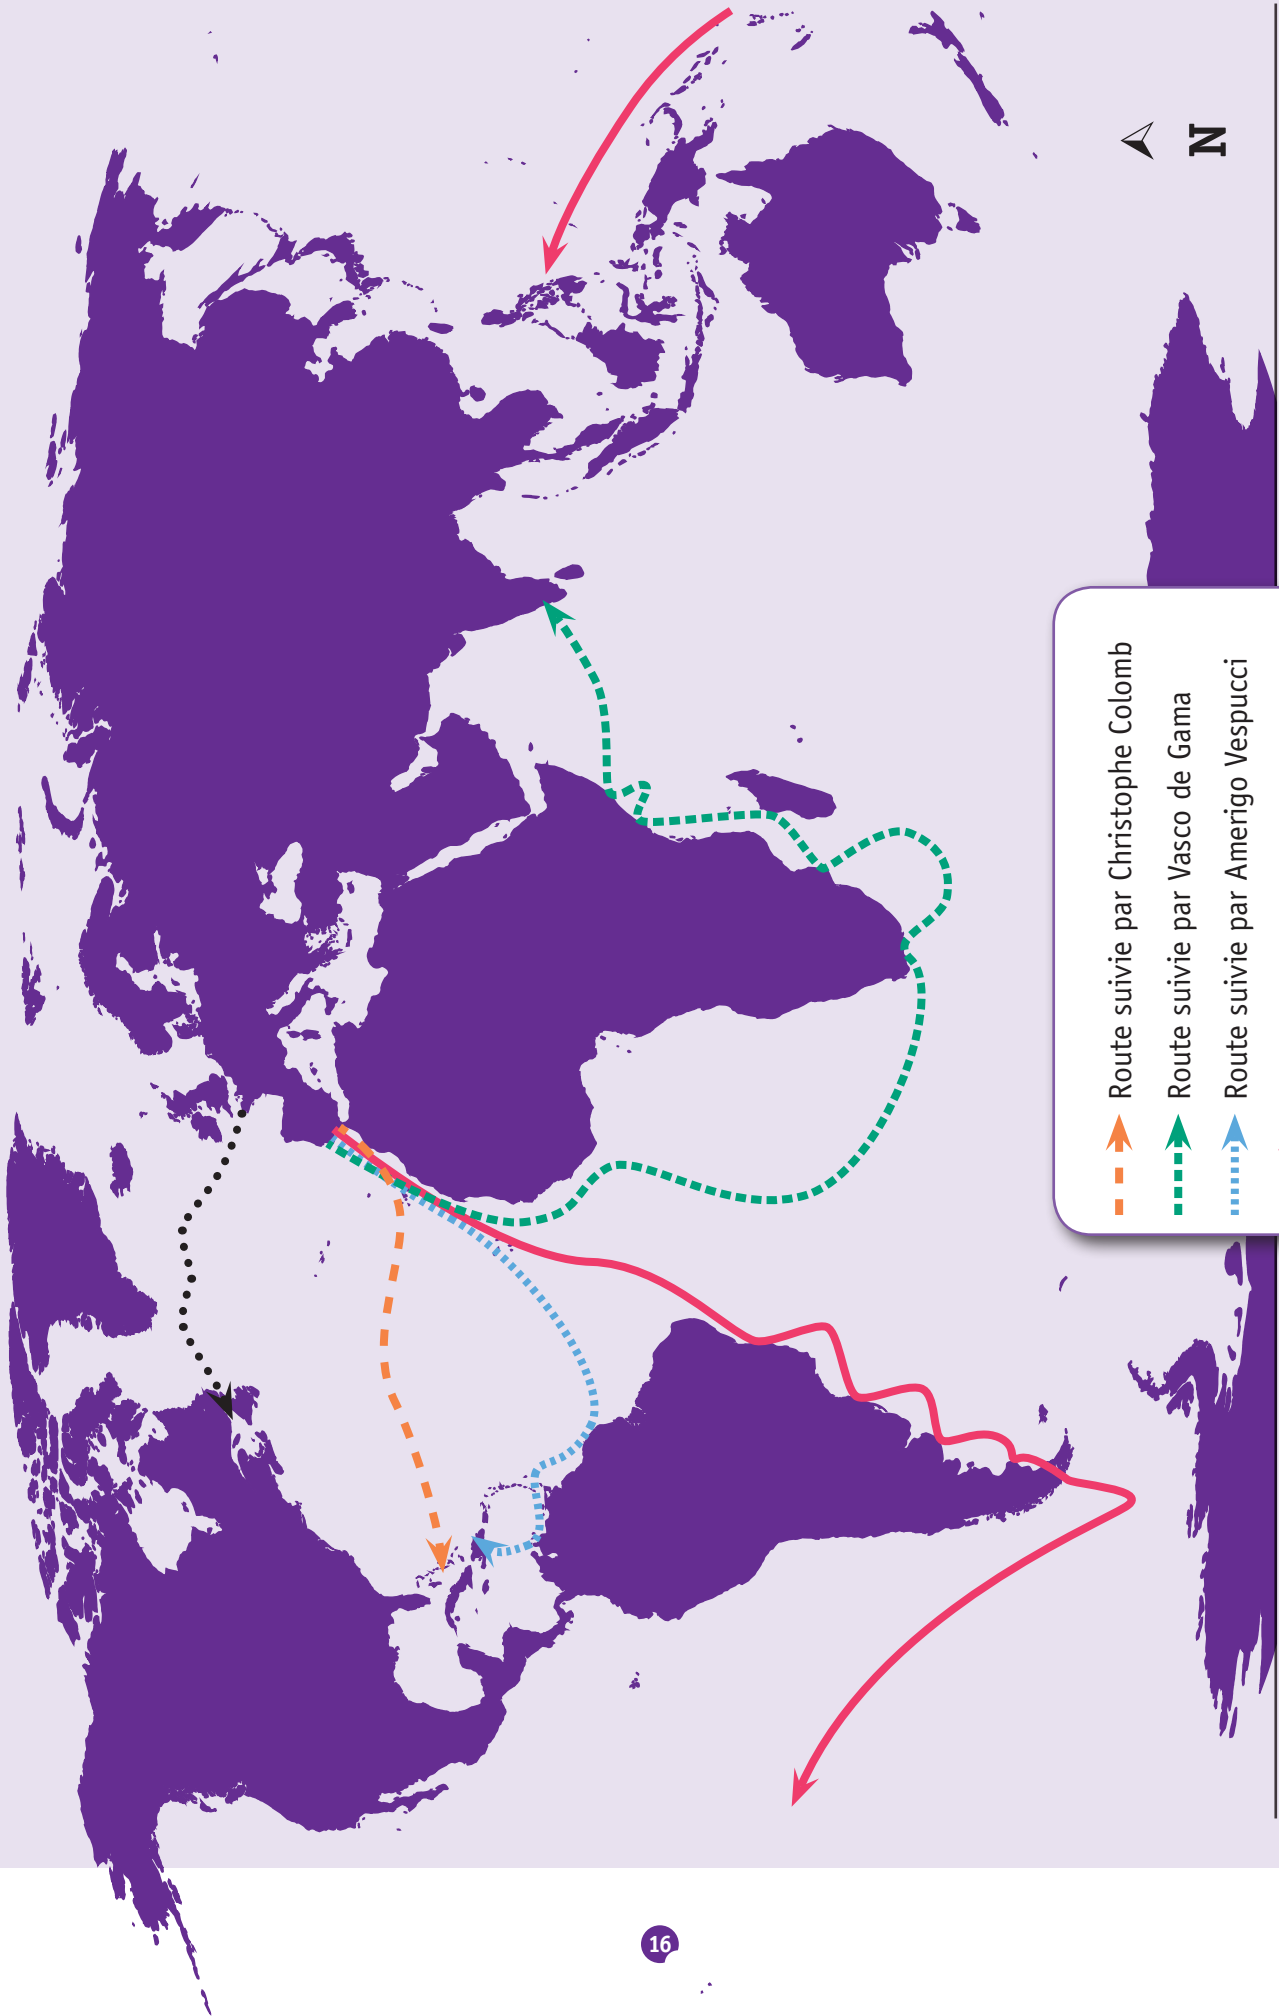 N
Route suivie par Christophe Colomb
Route suivie par Vasco de Gama
Route suivie par Amerigo Vespucci
16